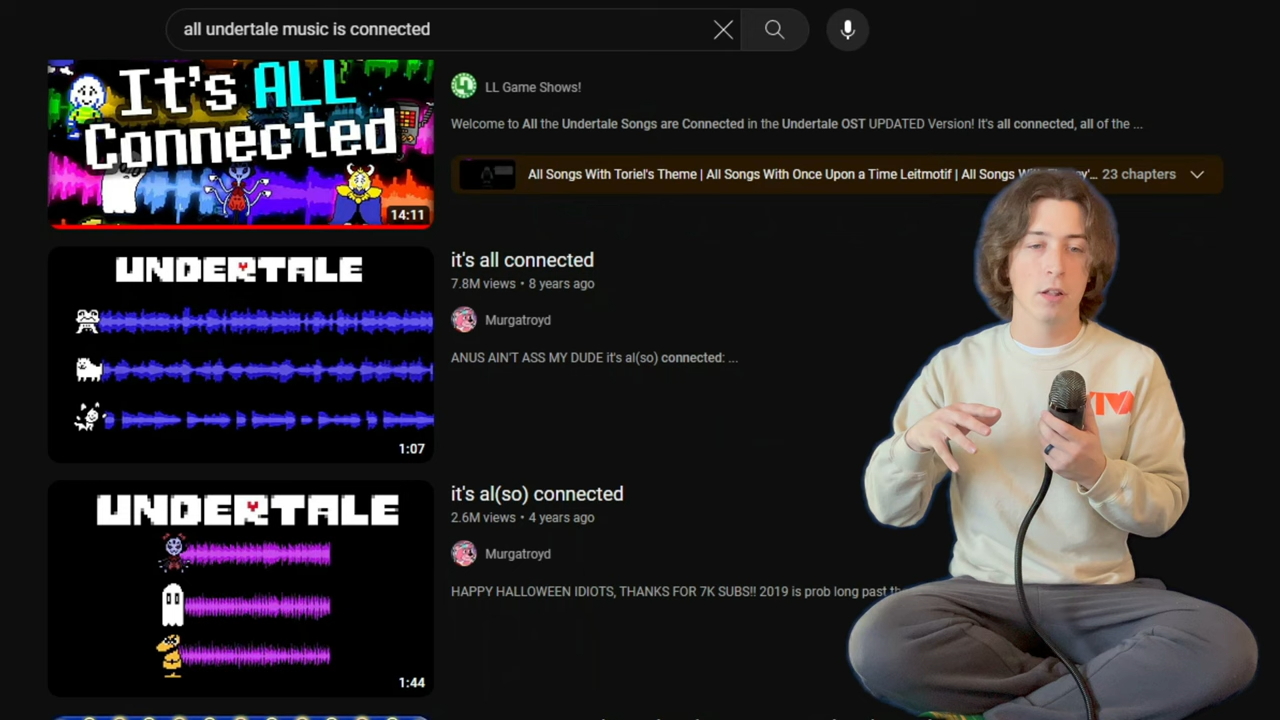 all undertale music is connected
It's ALL
Connected
14:11
LL Game Shows!
Welcome to All the Undertale Songs are Connected in the Undertale OST UPDATED Version! It's all connected, all of the ...
All Songs With Toriel's Theme | All Songs With Once Upon a Time Leitmotif | All Songs 23 chapters
UNDERTALE
1:07
it's all connected
7.8M views • 8 years ago
Murgatroyd
ANUS AIN'T ASS MY DUDE it's al(so) connected: ...
UNDERTALE
1:44
it's al(so) connected
2.6M views • 4 years ago
Murgatroyd
HAPPY HALLOWEEN IDIOTS, THANKS FOR 7K SUBS!! 2019 is prob long past